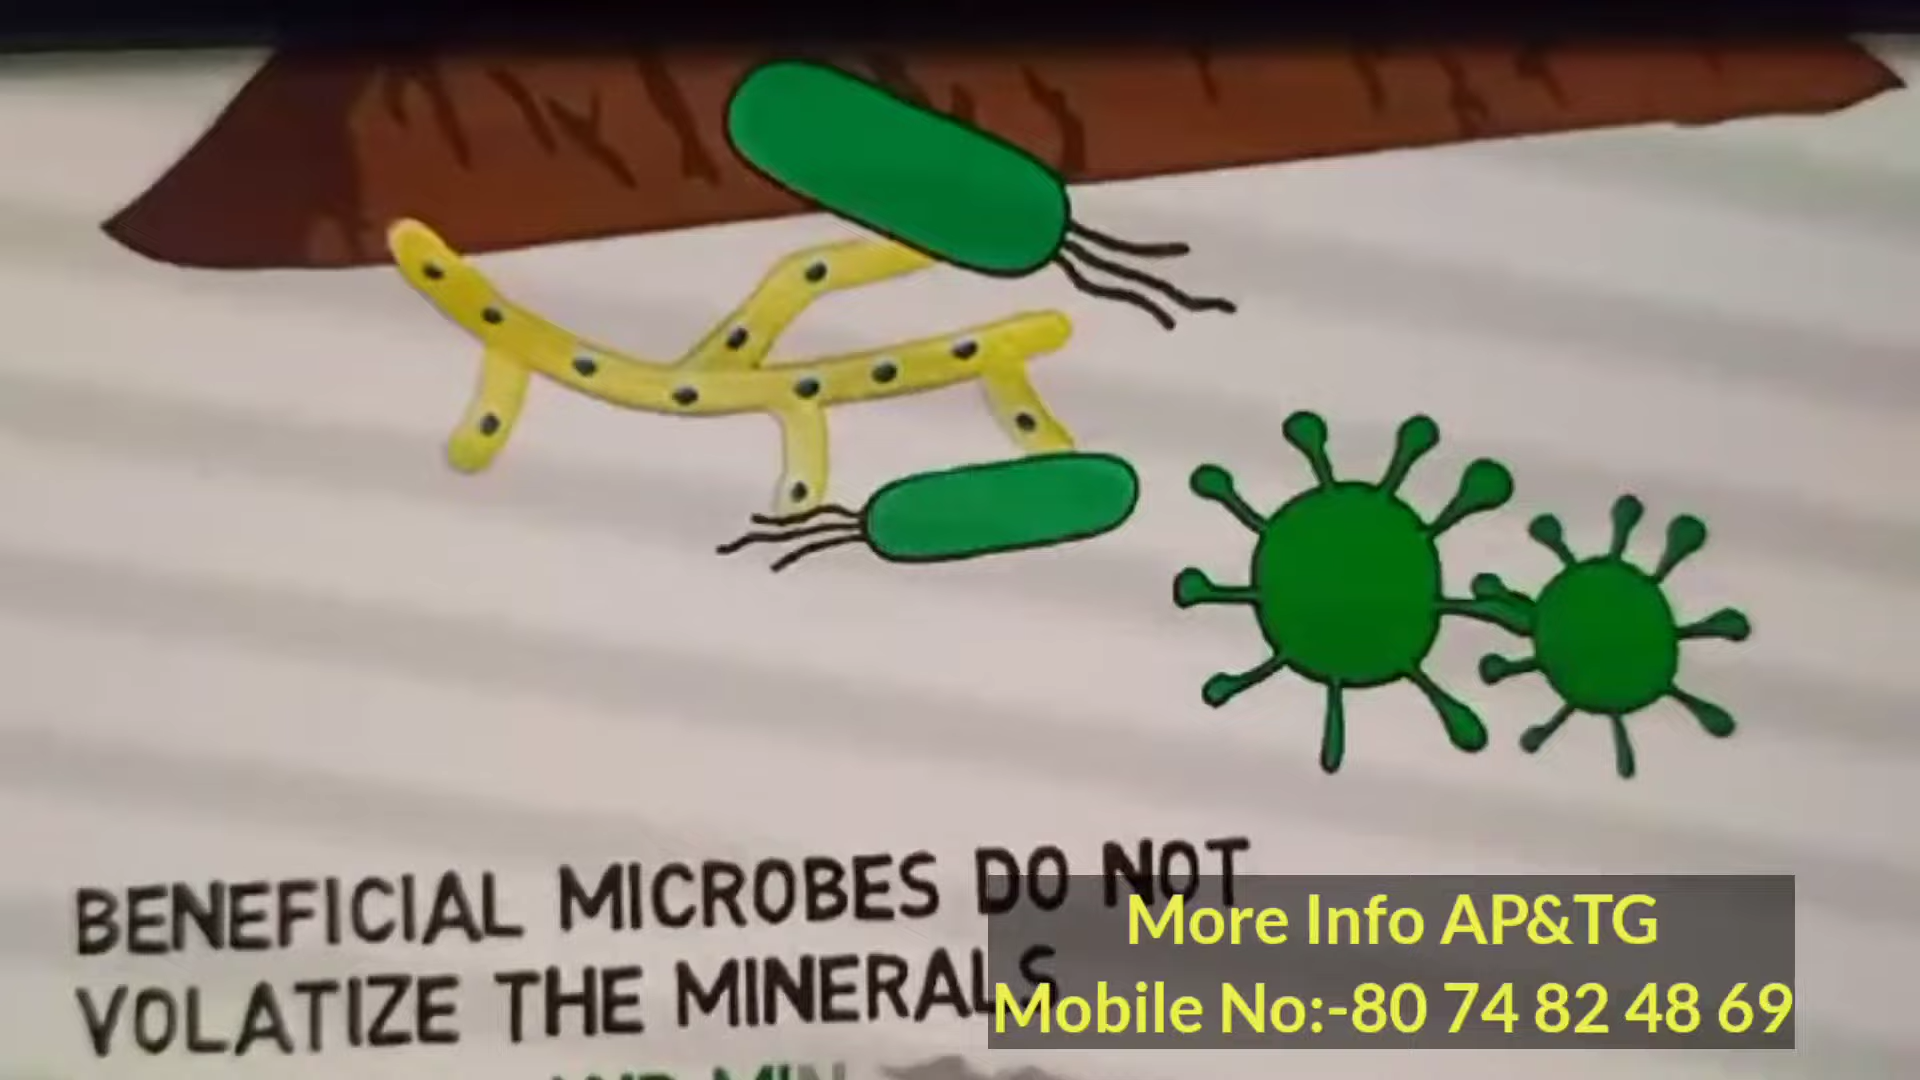 BENEFICIAL MICROBES DO NOT
VOLATIZE THE MINERALS
More Info AP&TG
Mobile No:-80 74 82 48 69